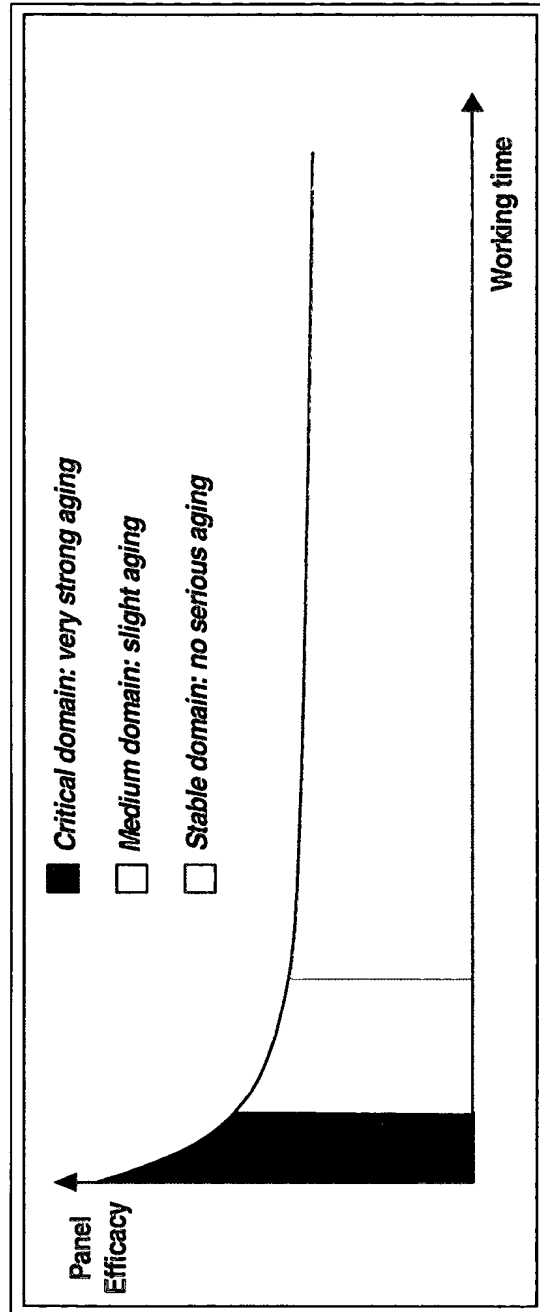 Panel
Efficacy
Critical domain: very strong aging
Medium domain: slight aging
Stable domain: no serious aging
Working time